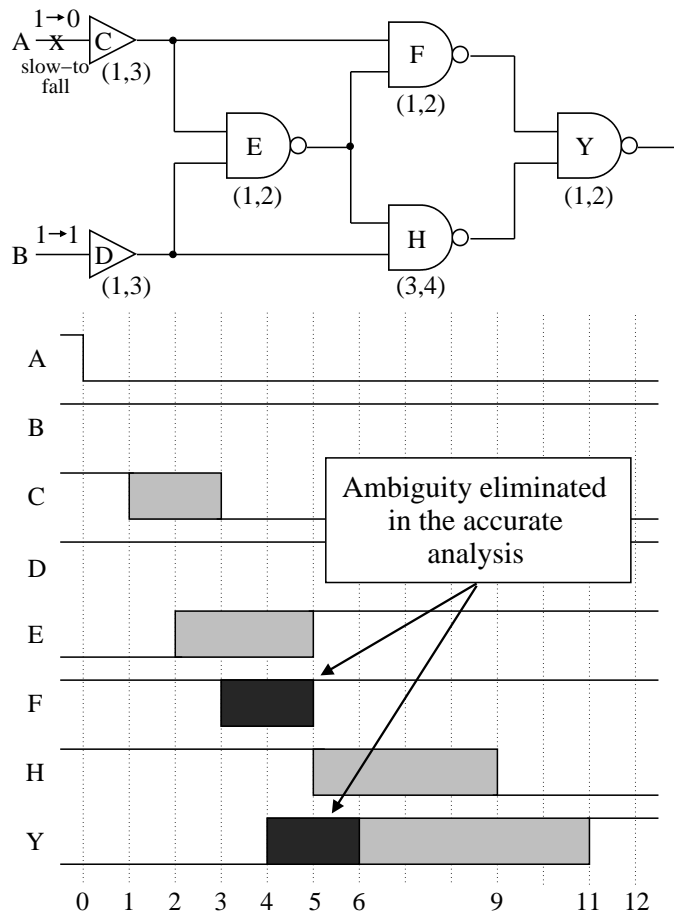 1→0
A
x
C
slow–to
fall
(1,3)
F
(1,2)
E
(1,2)
Y
(1,2)
1→1
B
D
(1,3)
H
(3,4)
A
B
C
Ambiguity eliminated
in the accurate
analysis
D
E
F
H
Y
0 1 2 3 4 5 6 9 11 12